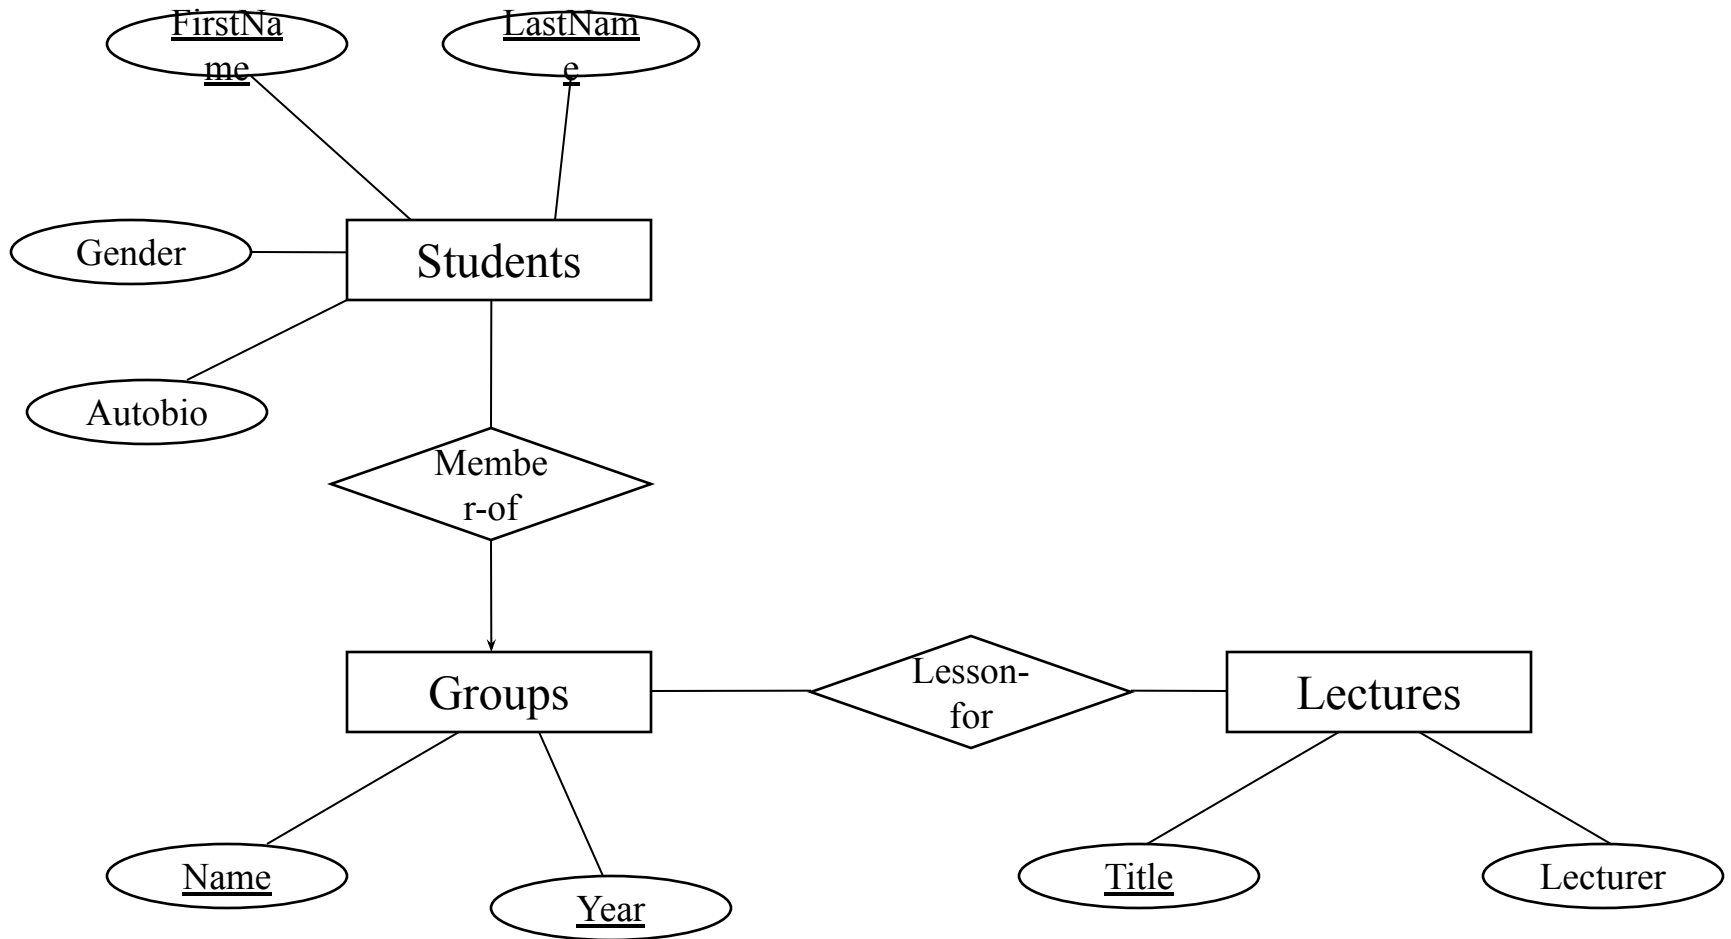 FirstNa
me
LastNam
e
Gender
Students
Autobio
Membe
r-of
Groups
Lesson-
for
Lectures
Name
Year
Title
Lecturer